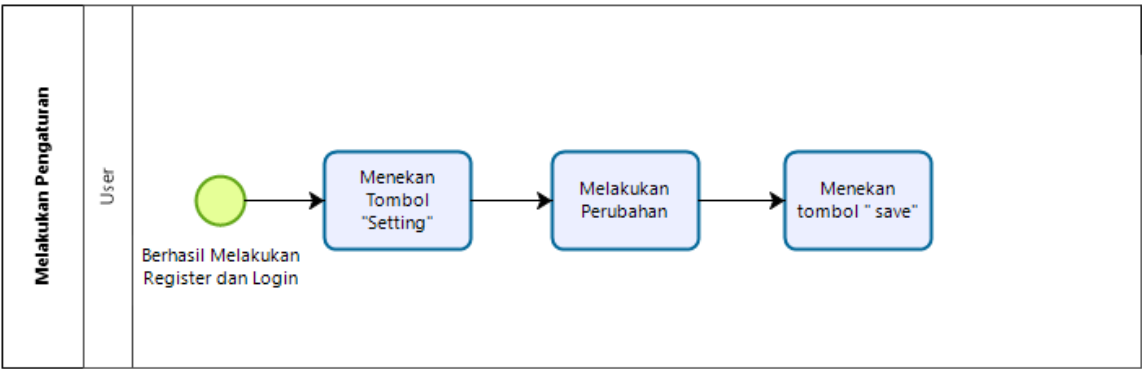 Melakukan Pengaturan
User
Berhasil Melakukan
Register dan Login
Menekan
Tombol
"Setting"
Melakukan
Perubahan
Menekan
tombol " save"